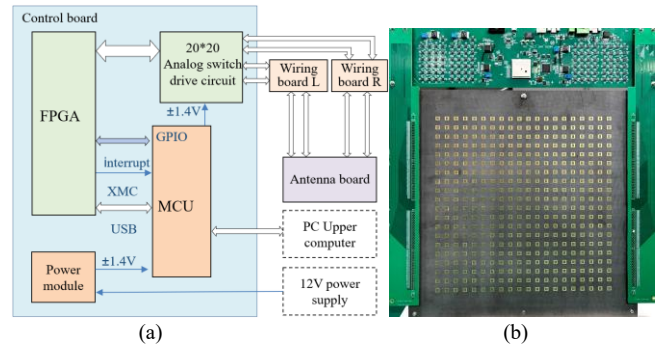 Control board
FPGA
20*20
Analog switch
drive circuit
Wiring
board L
Wiring
board R
±1.4V
GPIO
interrupt
XMC
USB
MCU
Antenna board
PC Upper
computer
Power
module
±1.4V
12V power
supply
(a)
(b)